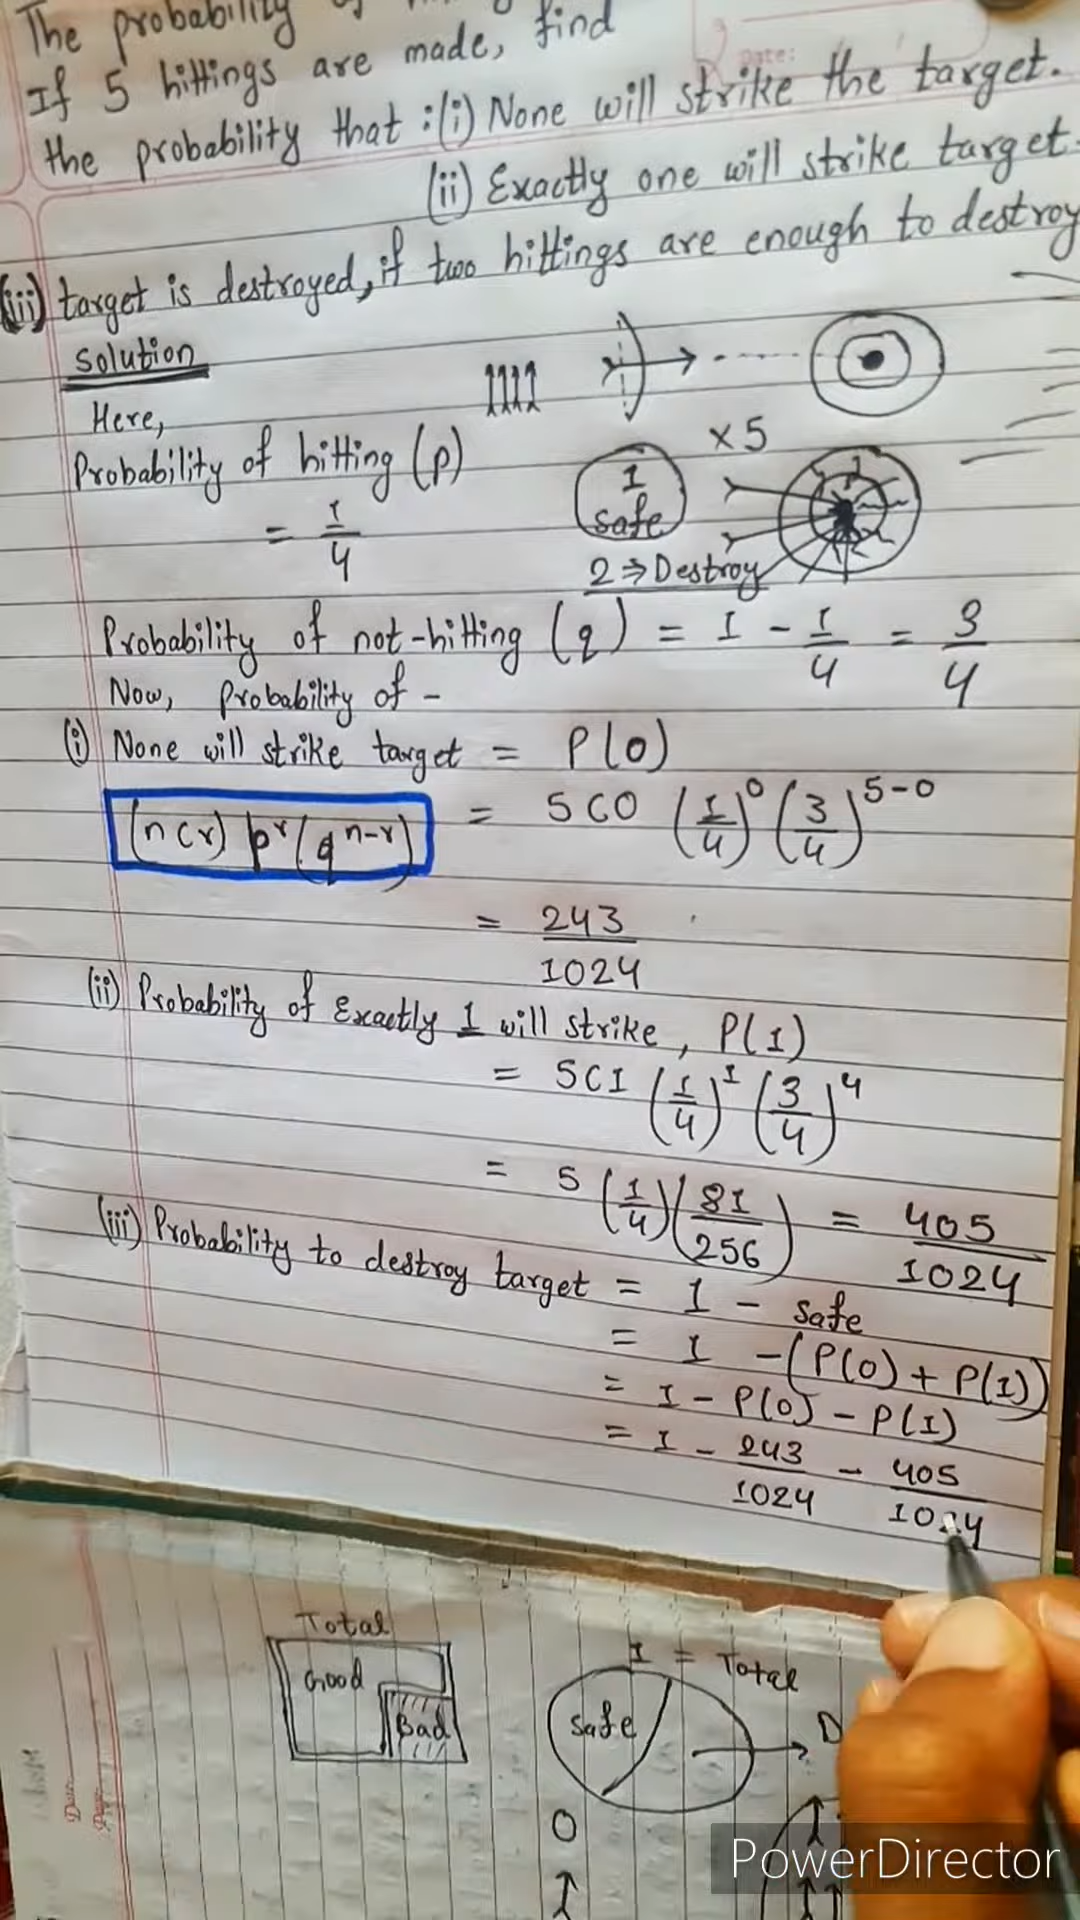 The probability of
If 5 hittings are made, find
Date:
the probability that :(i) None will strike the target.
(ii) Exactly one will strike target.
(iii) target is destroyed, if two hittings are enough to destroy
Solution
Here,
Probability of hitting (p)
= 1/4
× 5
1
safe
2 ⇒ Destroy
Probability of not-hitting (q) = 1 - 1/4 = 3/4
Now, Probability of -
(i) None will strike target = P(0)
(nCr) p^r (q^n-r)
= 5C0 (1/4)^0 (3/4)^5-0
= 243/1024
(ii) Probability of Exactly 1 will strike, P(1)
= 5C1 (1/4)^1 (3/4)^4
= 5 (1/4)(81/256) = 405/1024
(iii) Probability to destroy target = 1 - safe
= 1 - (P(0) + P(1))
= 1 - P(0) - P(1)
= 1 - 243/1024 - 405/1024
Total
Good
Bad
1 = Total
Safe
D
0
PowerDirector